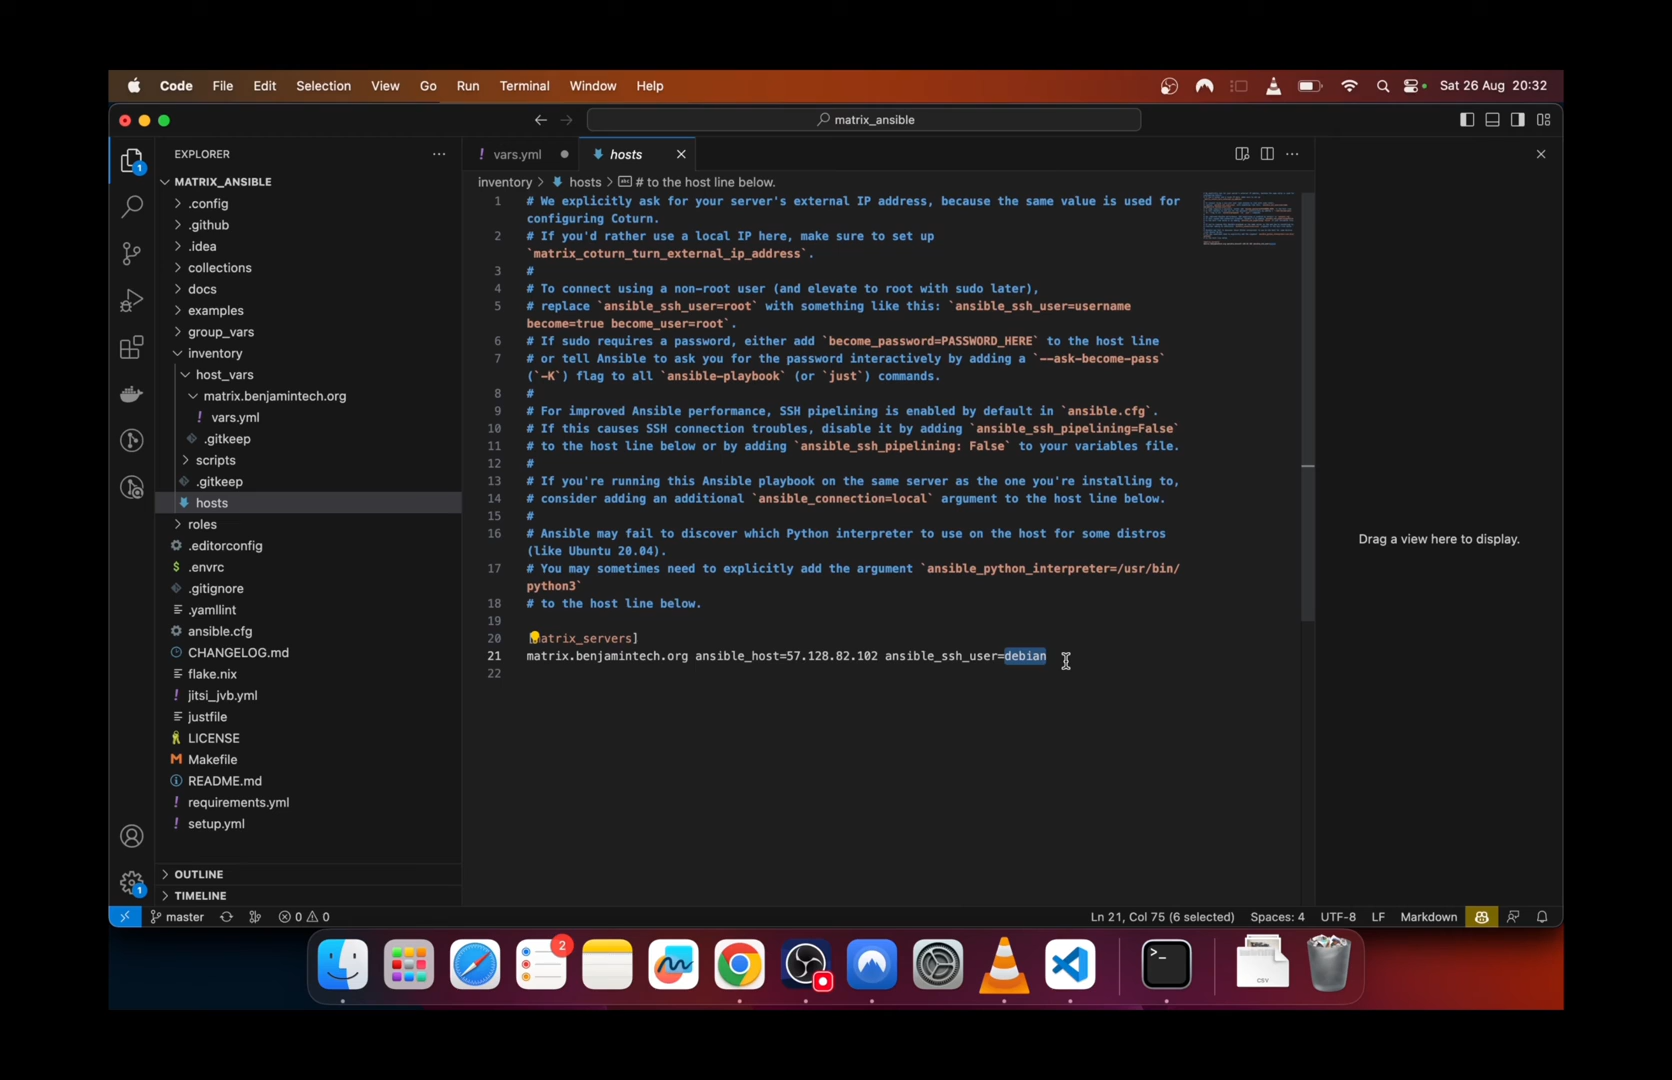 Code File Edit Selection View Go Run Terminal Window Help Sat 26 Aug 20:32
matrix_ansible
EXPLORER
MATRIX_ANSIBLE
.config
.github
.idea
collections
docs
examples
group_vars
inventory
host_vars
matrix.benjamintech.org
! vars.yml
.gitkeep
scripts
.gitkeep
hosts
roles
.editorconfig
$ .envrc
.gitignore
.yamllint
ansible.cfg
CHANGELOG.md
flake.nix
! jitsi_jvb.yml
justfile
LICENSE
Makefile
README.md
! requirements.yml
! setup.yml
OUTLINE
TIMELINE
1
1
! vars.yml hosts
inventory > hosts > # to the host line below.
1 # We explicitly ask for your server's external IP address, because the same value is used for
configuring Coturn.
2 # If you'd rather use a local IP here, make sure to set up
`matrix_coturn_turn_external_ip_address`.
3 #
4 # To connect using a non-root user (and elevate to root with sudo later),
5 # replace `ansible_ssh_user=root` with something like this: `ansible_ssh_user=username
become=true become_user=root`.
6 # If sudo requires a password, either add `become_password=PASSWORD_HERE` to the host line
7 # or tell Ansible to ask you for the password interactively by adding a `--ask-become-pass`
(`-K`) flag to all `ansible-playbook` (or `just`) commands.
8 #
9 # For improved Ansible performance, SSH pipelining is enabled by default in `ansible.cfg`.
10 # If this causes SSH connection troubles, disable it by adding `ansible_ssh_pipelining=False`
11 # to the host line below or by adding `ansible_ssh_pipelining: False` to your variables file.
12 #
13 # If you're running this Ansible playbook on the same server as the one you're installing to,
14 # consider adding an additional `ansible_connection=local` argument to the host line below.
15 #
16 # Ansible may fail to discover which Python interpreter to use on the host for some distros
(like Ubuntu 20.04).
17 # You may sometimes need to explicitly add the argument `ansible_python_interpreter=/usr/bin/
python3`
18 # to the host line below.
19
20 [matrix_servers]
21 matrix.benjamintech.org ansible_host=57.128.82.102 ansible_ssh_user=debian
22
Drag a view here to display.
master 0 0 Ln 21, Col 75 (6 selected) Spaces: 4 UTF-8 LF Markdown
2
CSV